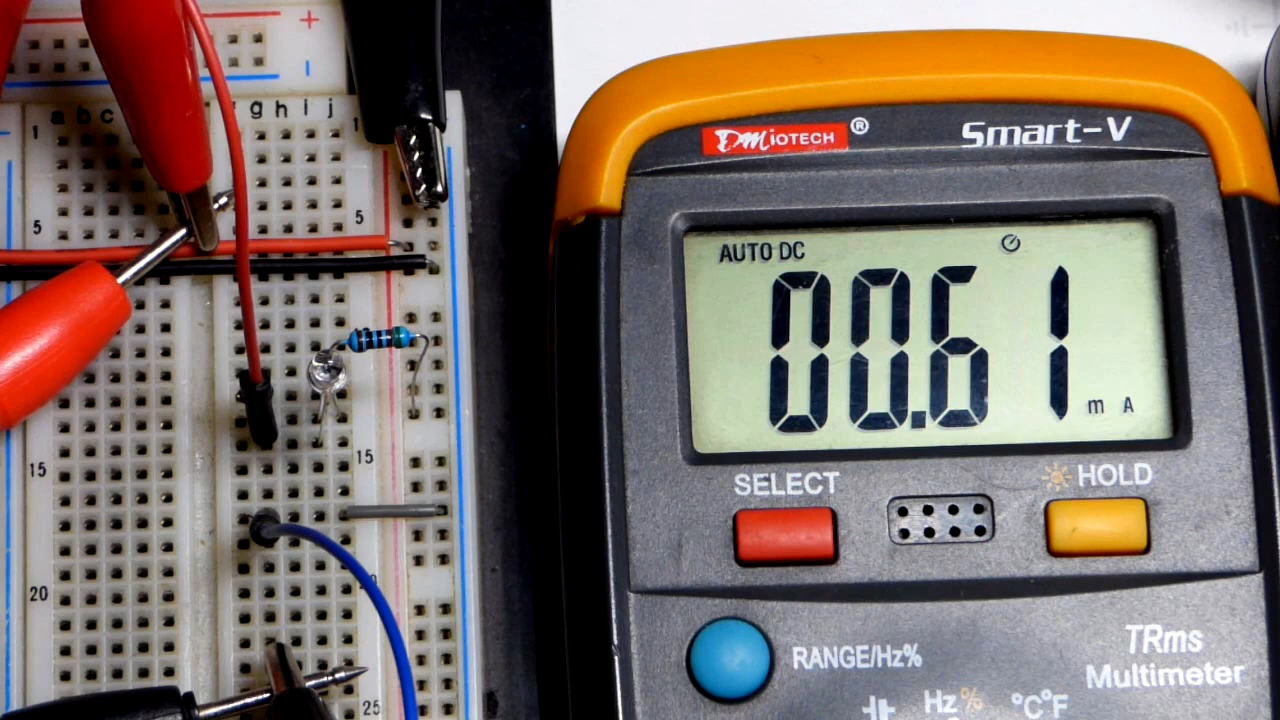 +
a b c g h i j
1 1
5 5
15 15
20
25
DMiOTECH ® Smart-V
AUTO DC
00.61 mA
SELECT HOLD
RANGE/Hz%
TRms
Multimeter
Hz % °C°F